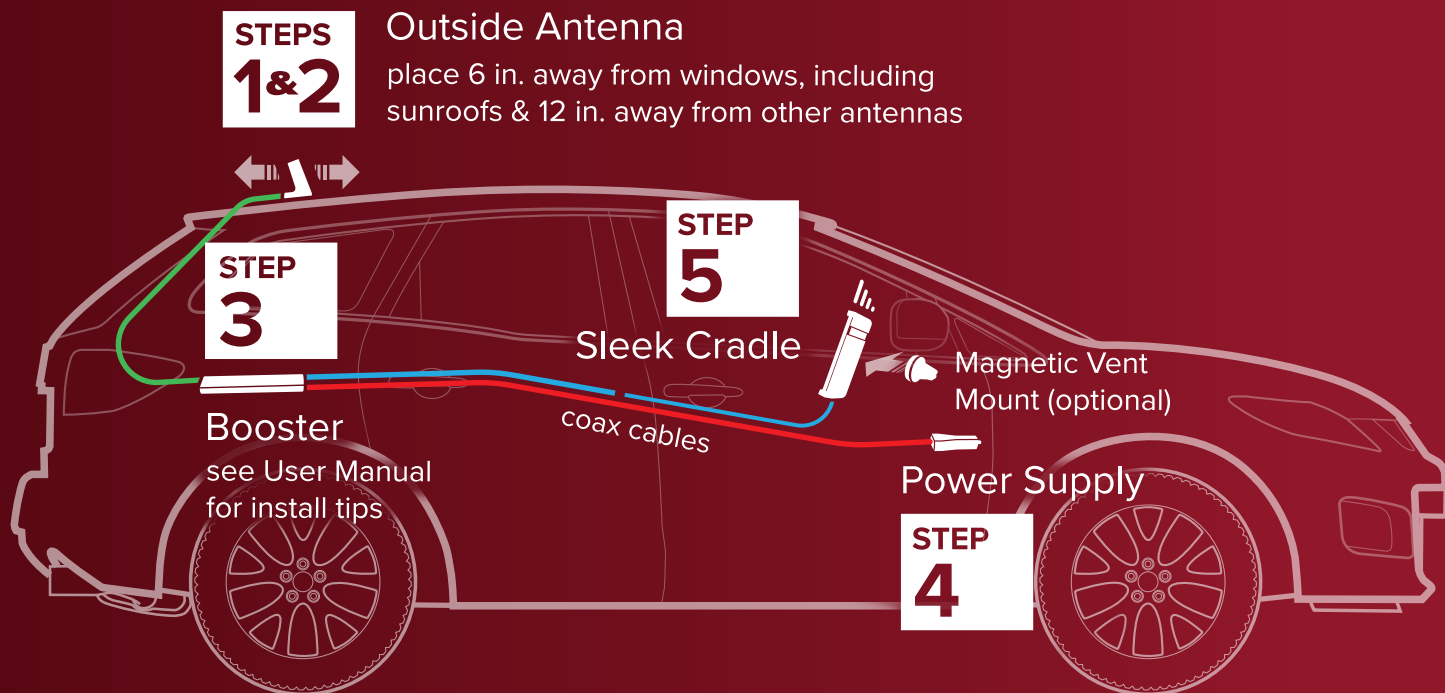 STEPS
1&2
Outside Antenna
place 6 in. away from windows, including
sunroofs & 12 in. away from other antennas
STEP
3
Booster
see User Manual
for install tips
STEP
5
Sleek Cradle
Magnetic Vent
Mount (optional)
coax cables
Power Supply
STEP
4